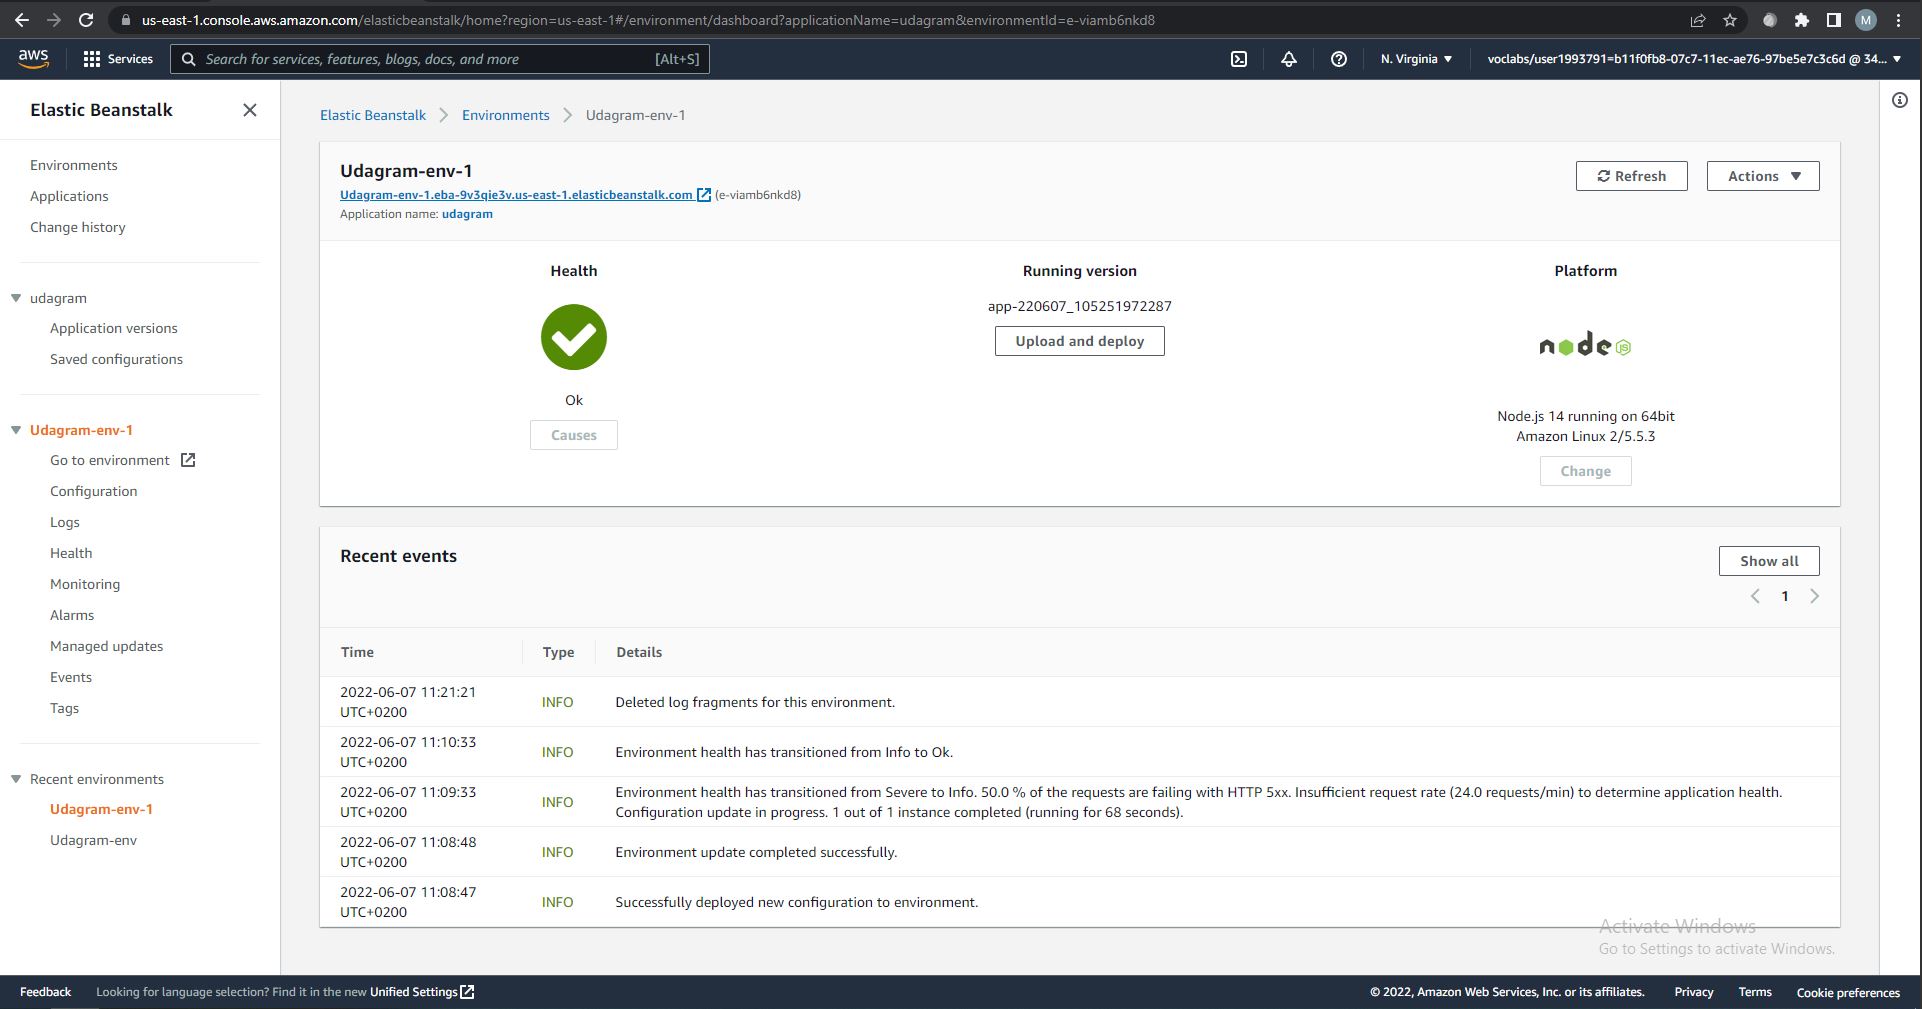 us-east-1.console.aws.amazon.com/elasticbeanstalk/home?region=us-east-1#/environment/dashboard?applicationName=udagram&environmentId=e-viamb6nkd8
M
aws
Services
Search for services, features, blogs, docs, and more
[Alt+S]
N. Virginia
voclabs/user1993791=b11f0fb8-07c7-11ec-ae76-97be5e7c3c6d @ 34...
Elastic Beanstalk
Environments
Applications
Change history
udagram
Application versions
Saved configurations
Udagram-env-1
Go to environment
Configuration
Logs
Health
Monitoring
Alarms
Managed updates
Events
Tags
Recent environments
Udagram-env-1
Udagram-env
Elastic Beanstalk
Environments
Udagram-env-1
Udagram-env-1
Udagram-env-1.eba-9v3qie3v.us-east-1.elasticbeanstalk.com (e-viamb6nkd8)
Application name: udagram
Refresh
Actions
Health
Ok
Causes
Running version
app-220607_105251972287
Upload and deploy
Platform
node JS
Node.js 14 running on 64bit
Amazon Linux 2/5.5.3
Change
Recent events
Show all
1
Time Type Details
2022-06-07 11:21:21
UTC+0200
INFO
Deleted log fragments for this environment.
2022-06-07 11:10:33
UTC+0200
INFO
Environment health has transitioned from Info to Ok.
2022-06-07 11:09:33
UTC+0200
INFO
Environment health has transitioned from Severe to Info. 50.0 % of the requests are failing with HTTP 5xx. Insufficient request rate (24.0 requests/min) to determine application health.
Configuration update in progress. 1 out of 1 instance completed (running for 68 seconds).
2022-06-07 11:08:48
UTC+0200
INFO
Environment update completed successfully.
2022-06-07 11:08:47
UTC+0200
INFO
Successfully deployed new configuration to environment.
Activate Windows
Go to Settings to activate Windows.
Feedback
Looking for language selection? Find it in the new Unified Settings
© 2022, Amazon Web Services, Inc. or its affiliates.
Privacy
Terms
Cookie preferences